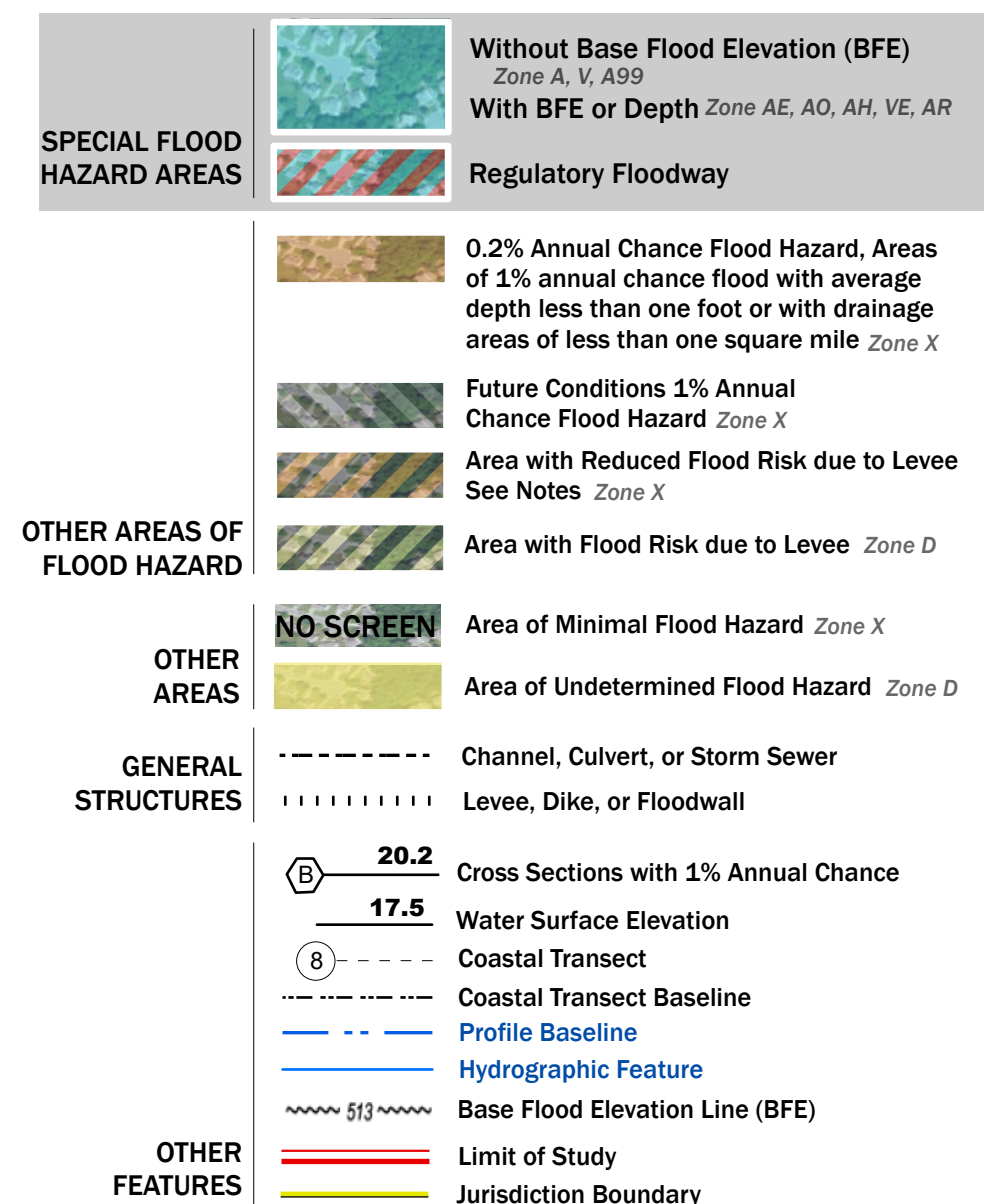 SPECIAL FLOOD
HAZARD AREAS
Without Base Flood Elevation (BFE)
Zone A, V, A99
With BFE or Depth Zone AE, AO, AH, VE, AR
Regulatory Floodway
OTHER AREAS OF
FLOOD HAZARD
0.2% Annual Chance Flood Hazard, Areas
of 1% annual chance flood with average
depth less than one foot or with drainage
areas of less than one square mile Zone X
Future Conditions 1% Annual
Chance Flood Hazard Zone X
Area with Reduced Flood Risk due to Levee
See Notes Zone X
Area with Flood Risk due to Levee Zone D
OTHER
AREAS
NO SCREEN Area of Minimal Flood Hazard Zone X
Area of Undetermined Flood Hazard Zone D
GENERAL
STRUCTURES
Channel, Culvert, or Storm Sewer
Levee, Dike, or Floodwall
OTHER
FEATURES
B 20.2 Cross Sections with 1% Annual Chance
17.5 Water Surface Elevation
8 Coastal Transect
Coastal Transect Baseline
Profile Baseline
Hydrographic Feature
513 Base Flood Elevation Line (BFE)
Limit of Study
Jurisdiction Boundary